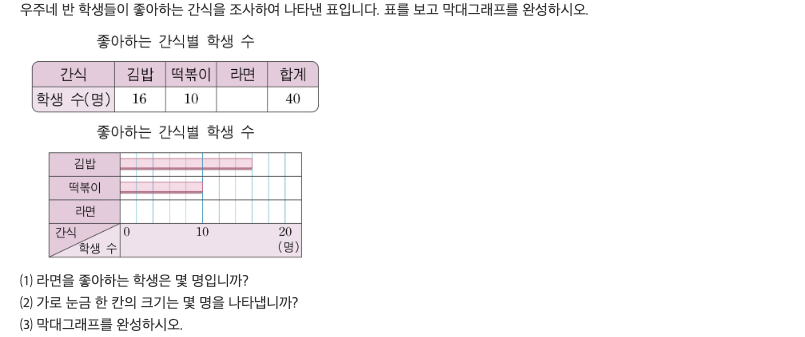 우주네 반 학생들이 좋아하는 간식을 조사하여 나타낸 표입니다. 표를 보고 막대그래프를 완성하시오.
좋아하는 간식별 학생 수
간식 김밥 떡볶이 라면 합계
학생 수(명) 16 10 40
좋아하는 간식별 학생 수
김밥
떡볶이
라면
간식 0 10 20
학생 수 (명)
(1) 라면을 좋아하는 학생은 몇 명입니까?
(2) 가로 눈금 한 칸의 크기는 몇 명을 나타냅니까?
(3) 막대그래프를 완성하시오.